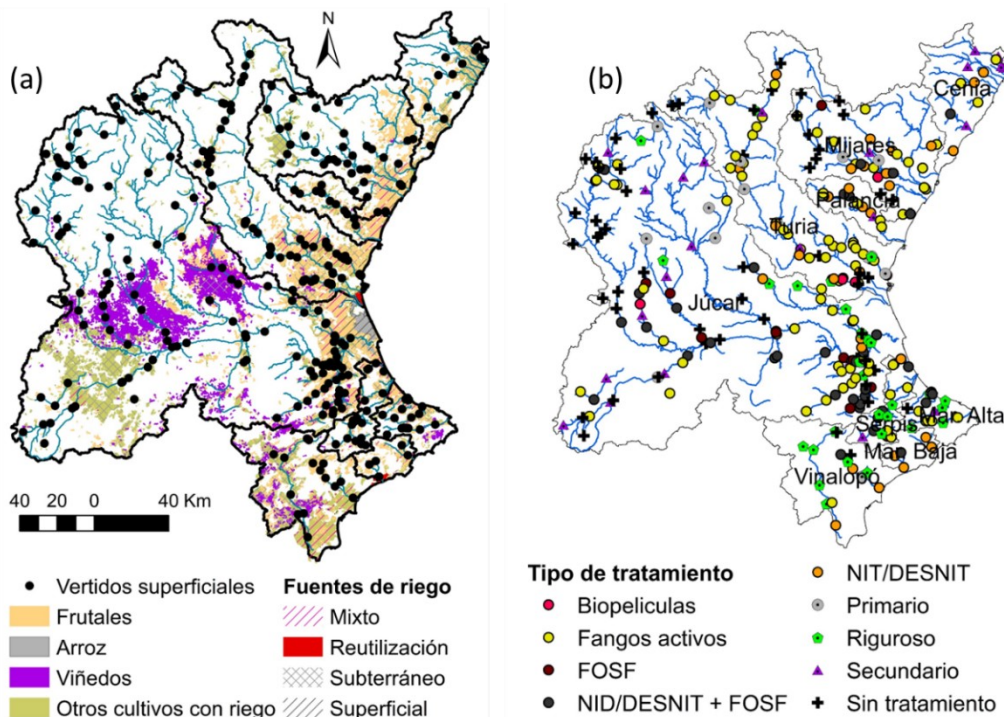 (a)
N
40 20 0 40 Km
Vertidos superficiales
Frutales
Arroz
Viñedos
Otros cultivos con riego
Fuentes de riego
Mixto
Reutilización
Subterráneo
Superficial
(b)
Cenia
Mijares
Palancia
Turia
Júcar
Serpis
Mar. Alta
Mar. Baja
Vinalopó
Tipo de tratamiento
Biopeliculas
Fangos activos
FOSF
NID/DESNIT + FOSF
NIT/DESNIT
Primario
Riguroso
Secundario
Sin tratamiento